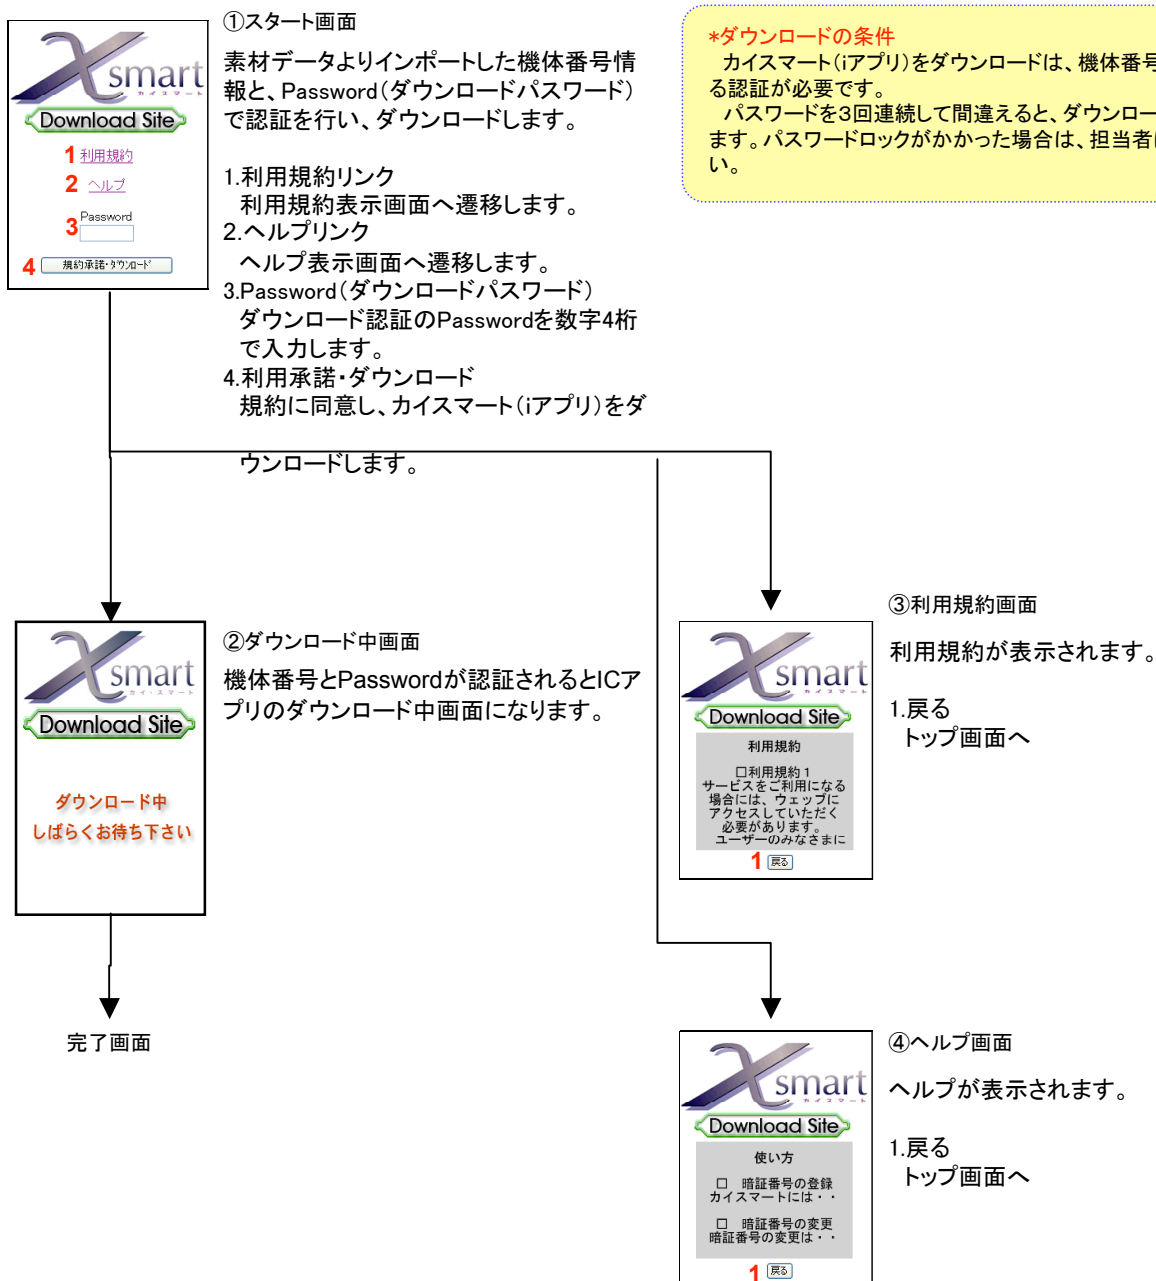 smart
カイスマート
Download Site
1 利用規約
2 ヘルプ
Password
3
4 規約承諾・ダウンロード
①スタート画面
素材データよりインポートした機体番号情
報と、Password（ダウンロードパスワード）
で認証を行い、ダウンロードします。
1.利用規約リンク
利用規約表示画面へ遷移します。
2.ヘルプリンク
ヘルプ表示画面へ遷移します。
3.Password（ダウンロードパスワード）
ダウンロード認証のPasswordを数字4桁
で入力します。
4.利用承諾・ダウンロード
規約に同意し、カイスマート（iアプリ）をダ
ウンロードします。
*ダウンロードの条件
カイスマート（iアプリ）をダウンロードは、機体番号
る認証が必要です。
パスワードを3回連続して間違えると、ダウンロー
ます。パスワードロックがかかった場合は、担当者に
い。
smart
カイ・スマート
Download Site
ダウンロード中
しばらくお待ち下さい
②ダウンロード中画面
機体番号とPasswordが認証されるとICア
プリのダウンロード中画面になります。
完了画面
smart
カイスマート
Download Site
利用規約
□利用規約１
サービスをご利用になる
場合には、ウェッブに
アクセスしていただく
必要があります。
ユーザーのみなさまに
1 戻る
③利用規約画面
利用規約が表示されます。
1.戻る
トップ画面へ
smart
カイスマート
Download Site
使い方
□ 暗証番号の登録
カイスマートには・・
□ 暗証番号の変更
暗証番号の変更は・・
1 戻る
④ヘルプ画面
ヘルプが表示されます。
1.戻る
トップ画面へ